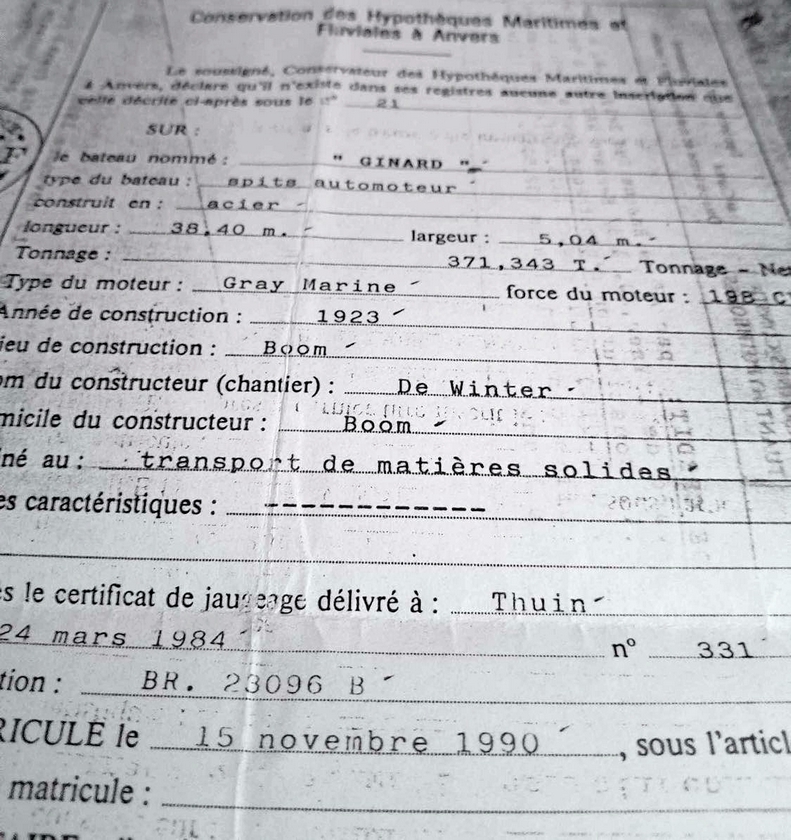 Conservation des Hypothèques Maritimes et
Fluviales à Anvers
Le soussigné, Conservateur des Hypothèques Maritimes et Fluviales
à Anvers, déclare qu'il n'existe dans ses registres aucune autre inscription que
celle décrite ci-après sous le n° 21
SUR :
le bateau nommé : " GINARD "
type du bateau : spits automoteur
construit en : acier
longueur : 38,40 m. largeur : 5,04 m.
Tonnage : 371,343 T. Tonnage - Ne
Type du moteur : Gray Marine force du moteur : 198 C
Année de construction : 1923
ieu de construction : Boom
om du constructeur (chantier) : De Winter
micile du constructeur : Boom
né au : transport de matières solides
es caractéristiques : ------------
s le certificat de jaugeage délivré à : Thuin
24 mars 1984 n° 331
tion : BR. 23096 B
RICULE le 15 novembre 1990 , sous l'articl
matricule :